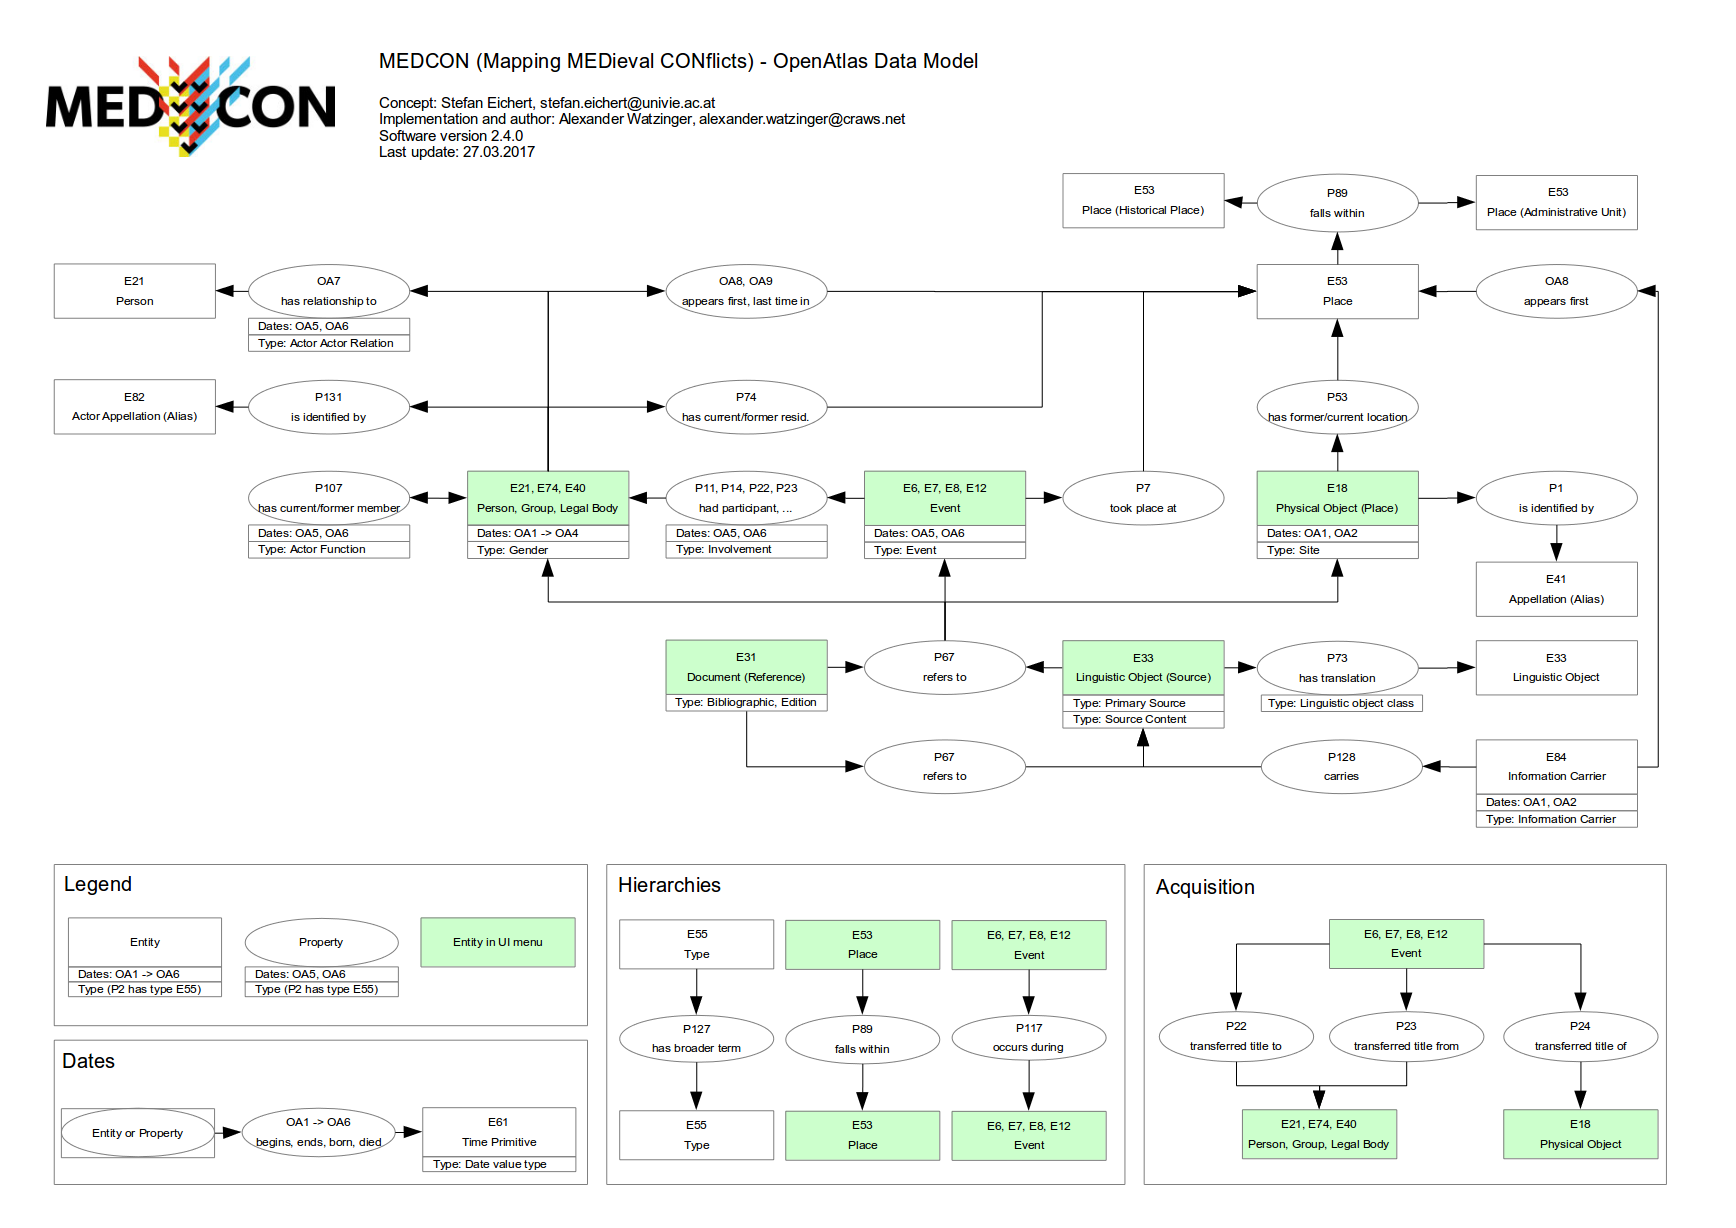 MEDCON
MEDCON (Mapping MEDieval CONflicts) - OpenAtlas Data Model
Concept: Stefan Eichert, stefan.eichert@univie.ac.at
Implementation and author: Alexander Watzinger, alexander.watzinger@craws.net
Software version 2.4.0
Last update: 27.03.2017
E53
Place (Historical Place)
P89
falls within
E53
Place (Administrative Unit)
E21
Person
OA7
has relationship to
Dates: OA5, OA6
Type: Actor Actor Relation
OA8, OA9
appears first, last time in
E53
Place
OA8
appears first
E82
Actor Appellation (Alias)
P131
is identified by
P74
has current/former resid.
P53
has former/current location
P107
has current/former member
Dates: OA5, OA6
Type: Actor Function
E21, E74, E40
Person, Group, Legal Body
Dates: OA1 -> OA4
Type: Gender
P11, P14, P22, P23
had participant, ...
Dates: OA5, OA6
Type: Involvement
E6, E7, E8, E12
Event
Dates: OA5, OA6
Type: Event
P7
took place at
E18
Physical Object (Place)
Dates: OA1, OA2
Type: Site
P1
is identified by
E41
Appellation (Alias)
E31
Document (Reference)
Type: Bibliographic, Edition
P67
refers to
E33
Linguistic Object (Source)
Type: Primary Source
Type: Source Content
P73
has translation
Type: Linguistic object class
E33
Linguistic Object
P67
refers to
P128
carries
E84
Information Carrier
Dates: OA1, OA2
Type: Information Carrier
Legend
Entity
Dates: OA1 -> OA6
Type (P2 has type E55)
Property
Dates: OA5, OA6
Type (P2 has type E55)
Entity in UI menu
Dates
Entity or Property
OA1 -> OA6
begins, ends, born, died
E61
Time Primitive
Type: Date value type
Hierarchies
E55
Type
P127
has broader term
E55
Type
E53
Place
P89
falls within
E53
Place
E6, E7, E8, E12
Event
P117
occurs during
E6, E7, E8, E12
Event
Acquisition
E6, E7, E8, E12
Event
P22
transferred title to
P23
transferred title from
P24
transferred title of
E21, E74, E40
Person, Group, Legal Body
E18
Physical Object